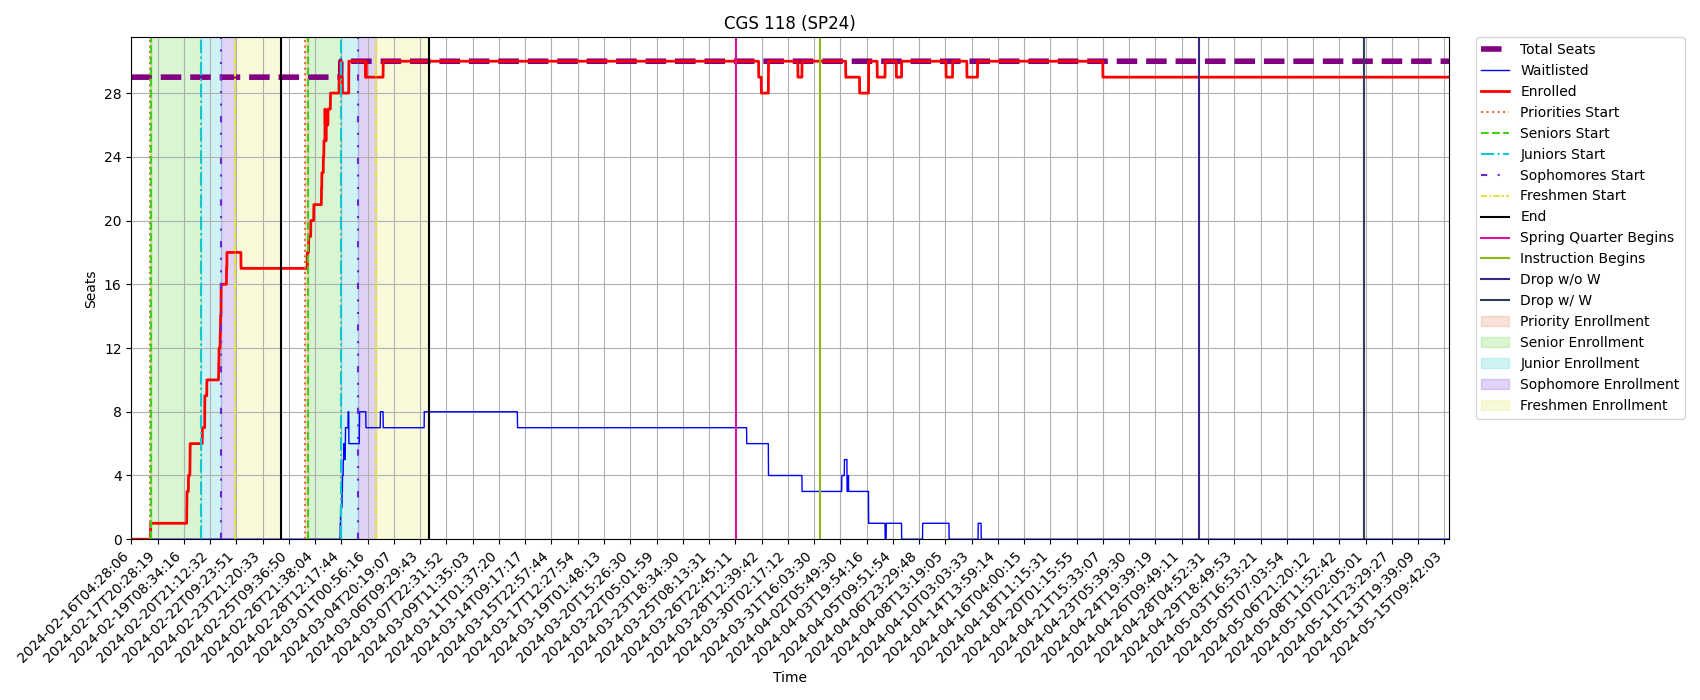 CGS 118 (SP24)
Seats
28
24
20
16
12
8
4
0
2024-02-16T04:28:06
2024-02-17T20:28:19
2024-02-19T08:34:16
2024-02-20T21:12:32
2024-02-22T09:23:51
2024-02-23T21:20:33
2024-02-25T09:36:50
2024-02-26T21:38:04
2024-02-28T12:17:44
2024-03-01T00:56:16
2024-03-04T20:19:07
2024-03-06T09:29:43
2024-03-07T22:31:52
2024-03-09T11:35:03
2024-03-11T01:37:20
2024-03-14T09:17:17
2024-03-15T22:57:44
2024-03-17T12:27:54
2024-03-19T01:48:13
2024-03-20T15:26:30
2024-03-22T05:01:59
2024-03-23T18:34:30
2024-03-25T08:13:31
2024-03-26T22:45:11
2024-03-28T12:39:42
2024-03-30T02:17:12
2024-03-31T16:03:30
2024-04-02T05:49:30
2024-04-03T19:54:16
2024-04-05T09:51:54
2024-04-06T23:29:48
2024-04-08T13:19:05
2024-04-10T03:03:33
2024-04-14T13:59:14
2024-04-16T04:00:15
2024-04-18T11:15:31
2024-04-20T01:15:55
2024-04-21T15:33:07
2024-04-23T05:39:30
2024-04-24T19:39:19
2024-04-26T09:49:11
2024-04-28T04:52:31
2024-04-29T18:49:53
2024-05-03T16:53:21
2024-05-05T07:03:54
2024-05-06T21:20:12
2024-05-08T11:52:42
2024-05-10T02:05:01
2024-05-11T23:29:27
2024-05-13T19:39:09
2024-05-15T09:42:03
Time
Total Seats
Waitlisted
Enrolled
Priorities Start
Seniors Start
Juniors Start
Sophomores Start
Freshmen Start
End
Spring Quarter Begins
Instruction Begins
Drop w/o W
Drop w/ W
Priority Enrollment
Senior Enrollment
Junior Enrollment
Sophomore Enrollment
Freshmen Enrollment